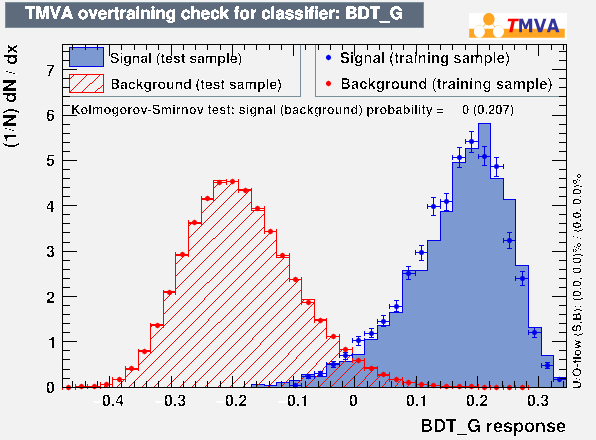 TMVA overtraining check for classifier: BDT_G
TMVA
Signal (test sample)
Signal (training sample)
Background (test sample)
Background (training sample)
Kolmogorov-Smirnov test: signal (background) probability = 0 (0.207)
(1/N) dN / dx
7
6
5
4
3
2
1
0
U/O-flow (S,B): (0.0, 0.0)% / (0.0, 0.0)%
-0.4 -0.3 -0.2 -0.1 0 0.1 0.2 0.3
BDT_G response